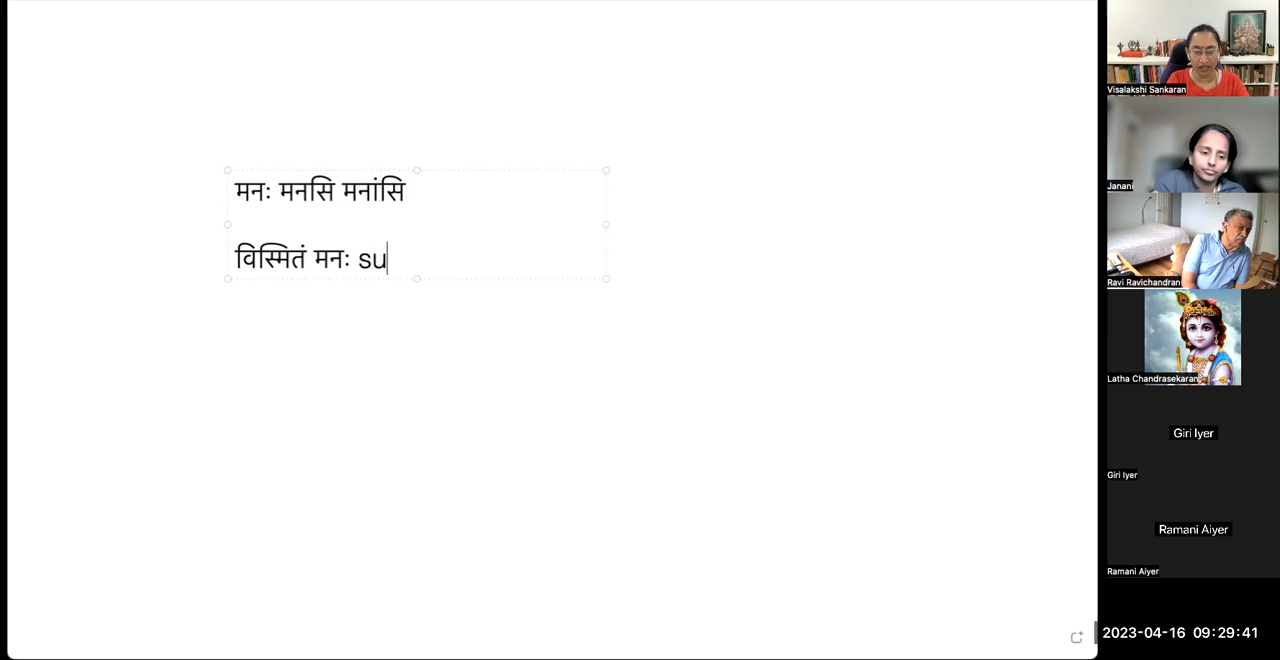 मनः मनसि मनांसि
विस्मितं मनः su
Visalakshi Sankaran
Janani
Ravi Ravichandran
Latha Chandrasekaran
Giri Iyer
Giri Iyer
Ramani Aiyer
Ramani Aiyer
2023-04-16 09:29:41